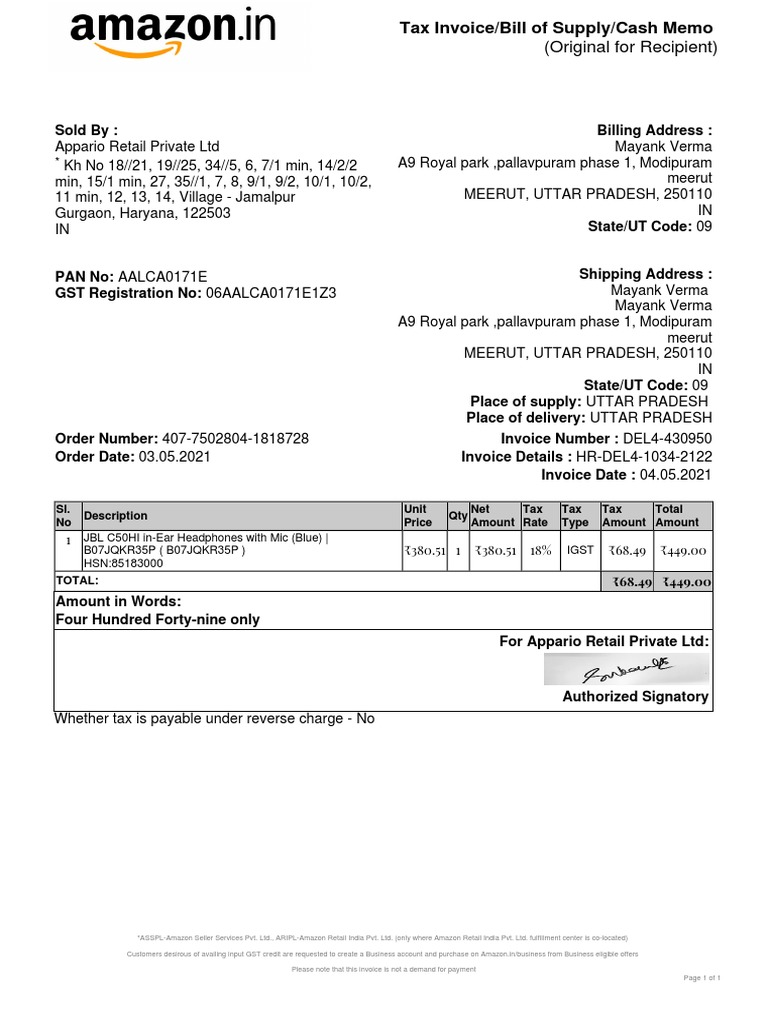 amazon.in
Tax Invoice/Bill of Supply/Cash Memo
(Original for Recipient)
Sold By :
Appario Retail Private Ltd
* Kh No 18//21, 19//25, 34//5, 6, 7/1 min, 14/2/2
min, 15/1 min, 27, 35//1, 7, 8, 9/1, 9/2, 10/1, 10/2,
11 min, 12, 13, 14, Village - Jamalpur
Gurgaon, Haryana, 122503
IN
Billing Address :
Mayank Verma
A9 Royal park ,pallavpuram phase 1, Modipuram
meerut
MEERUT, UTTAR PRADESH, 250110
IN
State/UT Code: 09
PAN No: AALCA0171E
GST Registration No: 06AALCA0171E1Z3
Shipping Address :
Mayank Verma
Mayank Verma
A9 Royal park ,pallavpuram phase 1, Modipuram
meerut
MEERUT, UTTAR PRADESH, 250110
IN
State/UT Code: 09
Place of supply: UTTAR PRADESH
Place of delivery: UTTAR PRADESH
Order Number: 407-7502804-1818728
Order Date: 03.05.2021
Invoice Number : DEL4-430950
Invoice Details : HR-DEL4-1034-2122
Invoice Date : 04.05.2021
Sl. No Description Unit Price Qty Net Amount Tax Rate Tax Type Tax Amount Total Amount
1 JBL C50HI in-Ear Headphones with Mic (Blue) |
B07JQKR35P ( B07JQKR35P ) ₹380.51 1 ₹380.51 18% IGST ₹68.49 ₹449.00
HSN:85183000
TOTAL: ₹68.49 ₹449.00
Amount in Words:
Four Hundred Forty-nine only
For Appario Retail Private Ltd:
Authorized Signatory
Whether tax is payable under reverse charge - No
*ASSPL-Amazon Seller Services Pvt. Ltd., ARIPL-Amazon Retail India Pvt. Ltd. (only where Amazon Retail India Pvt. Ltd. fulfillment center is co-located)
Customers desirous of availing input GST credit are requested to create a Business account and purchase on Amazon.in/business from Business eligible offers
Please note that this invoice is not a demand for payment
Page 1 of 1